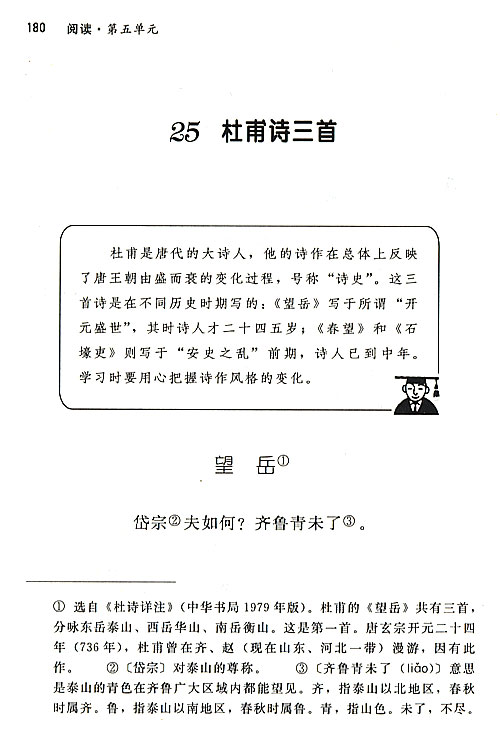 180 阅读·第五单元
25 杜甫诗三首
杜甫是唐代的大诗人，他的诗作在总体上反映
了唐王朝由盛而衰的变化过程，号称“诗史”。这三
首诗是在不同历史时期写的：《望岳》写于所谓“开
元盛世”，其时诗人才二十四五岁；《春望》和《石
壕吏》则写于“安史之乱”前期，诗人已到中年。
学习时要用心把握诗作风格的变化。
望 岳①
岱宗②夫如何？齐鲁青未了③。
① 选自《杜诗详注》（中华书局 1979 年版）。杜甫的《望岳》共有三首，
分咏东岳泰山、西岳华山、南岳衡山。这是第一首。唐玄宗开元二十四
年（736 年），杜甫曾在齐、赵（现在山东、河北一带）漫游，因有此
作。 ②〔岱宗〕对泰山的尊称。 ③〔齐鲁青未了（liǎo）〕意思
是泰山的青色在齐鲁广大区域内都能望见。齐，指泰山以北地区，春秋
时属齐。鲁，指泰山以南地区，春秋时属鲁。青，指山色。未了，不尽。